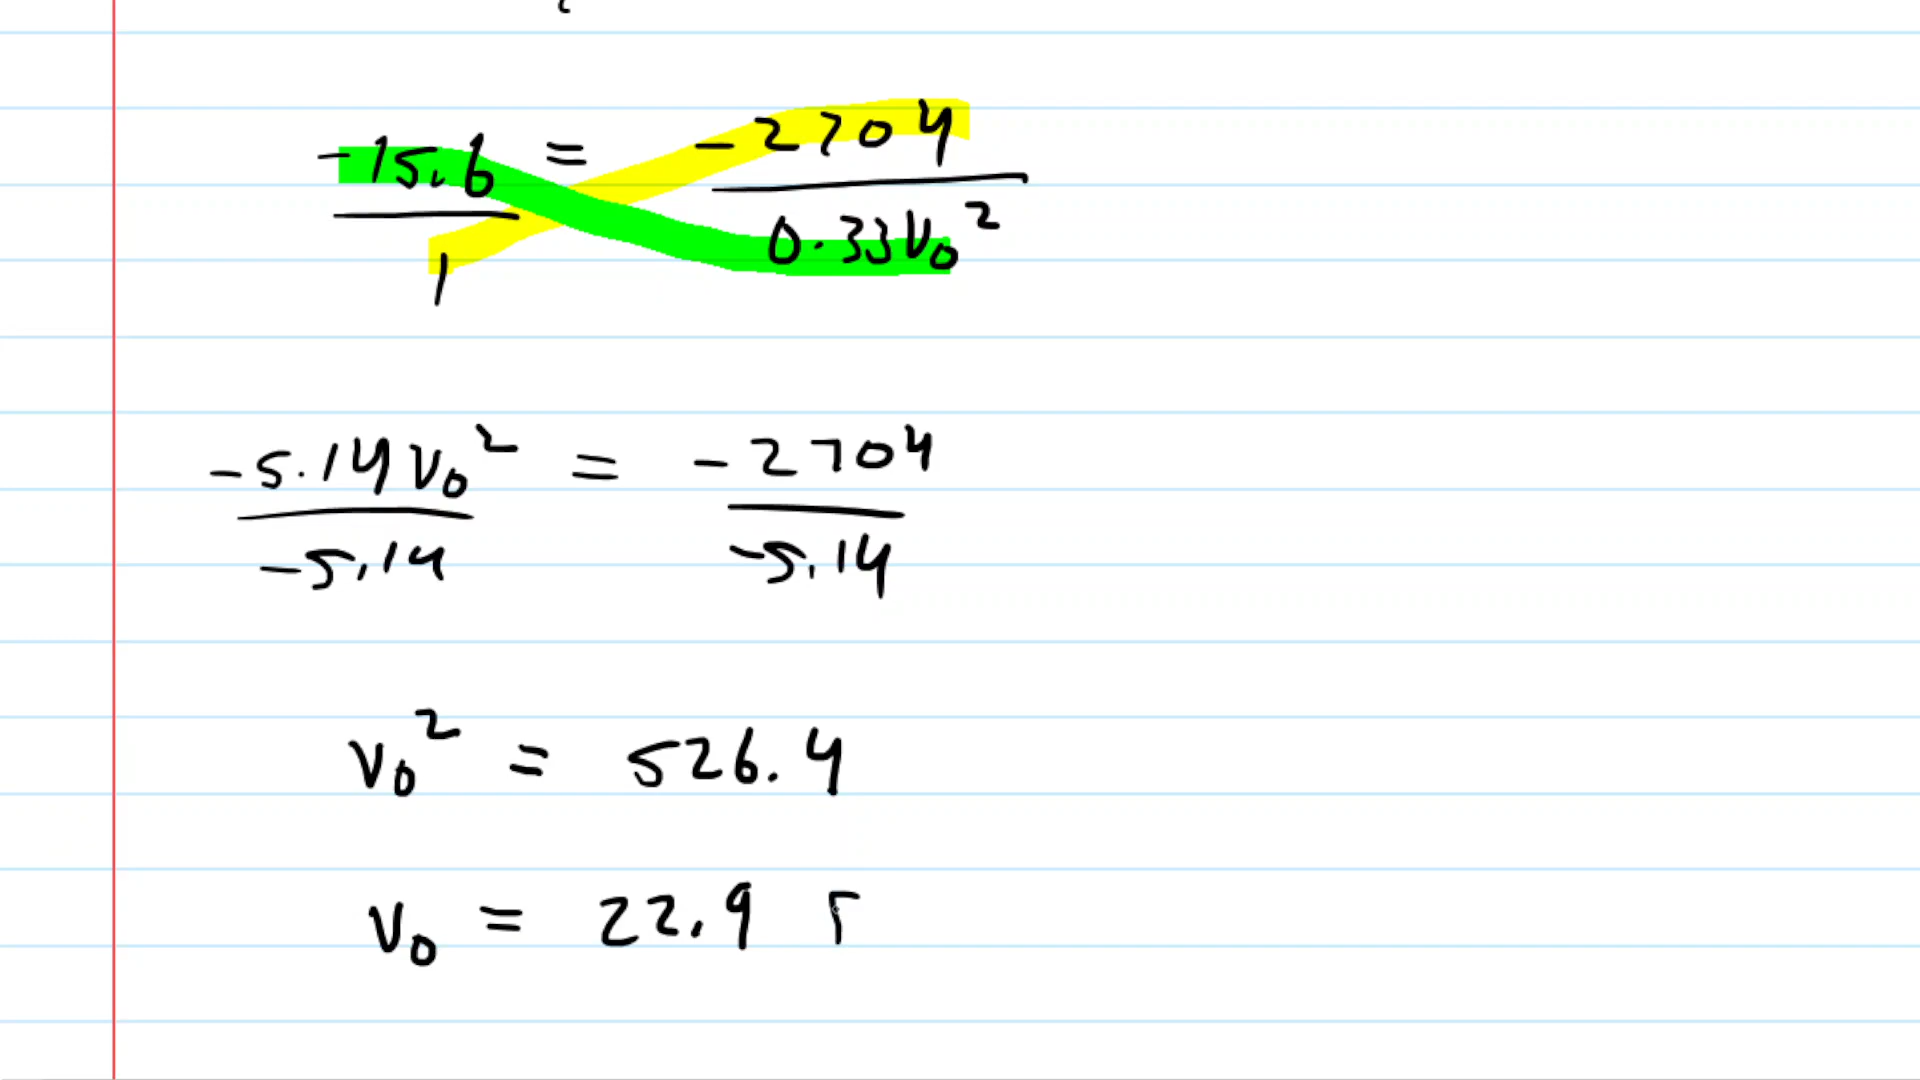 -15.6 = -2704
1 0.33v₀²
-5.14v₀² = -2704
-5.14 -5.14
v₀² = 526.4
v₀ = 22.9